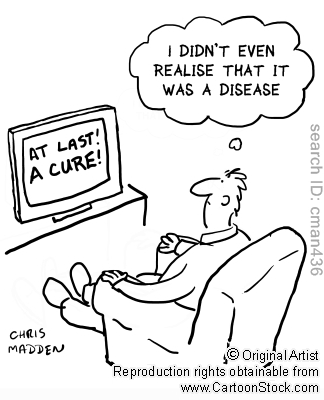 I DIDN'T EVEN
REALISE THAT IT
WAS A DISEASE
AT LAST!
A CURE!
CHRIS
MADDEN
© Original Artist
Reproduction rights obtainable from
www.CartoonStock.com
search ID: cman436